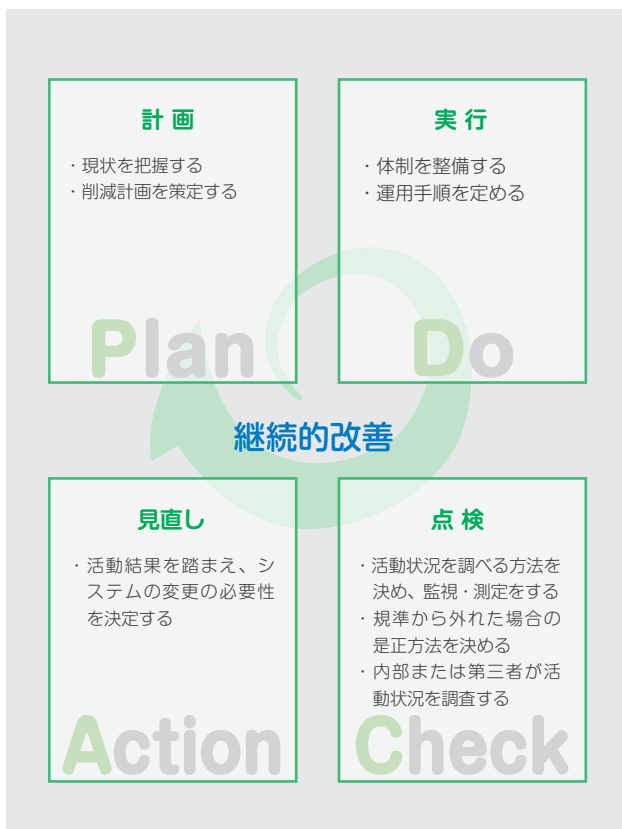 計画
・現状を把握する
・削減計画を策定する
Plan
実行
・体制を整備する
・運用手順を定める
Do
継続的改善
見直し
・活動結果を踏まえ、シ
ステムの変更の必要性
を決定する
Action
点検
・活動状況を調べる方法を
決め、監視・測定をする
・規準から外れた場合の
是正方法を決める
・内部または第三者が活
動状況を調査する
Check